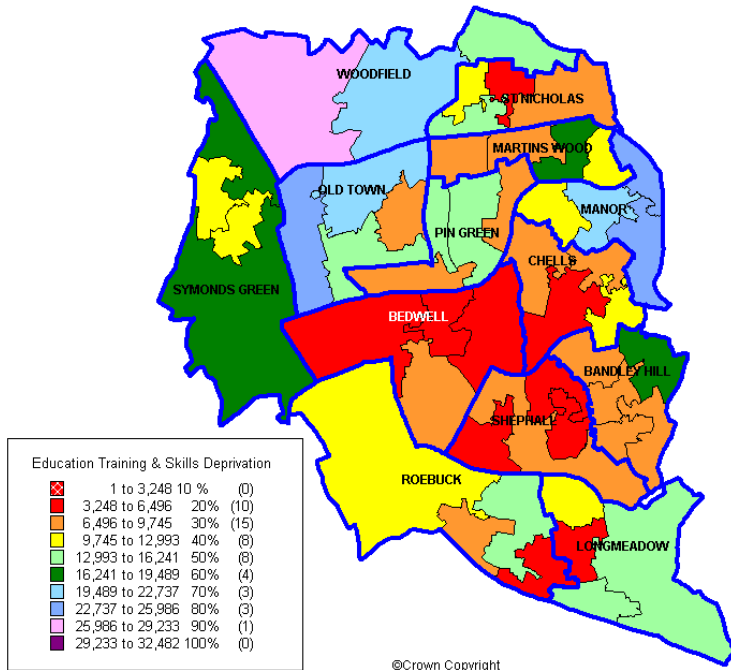 WOODFIELD
ST NICHOLAS
MARTINS WOOD
OLD TOWN
MANOR
PIN GREEN
CHELLS
SYMONDS GREEN
BEDWELL
BANDLEY HILL
SHEPHALL
ROEBUCK
LONGMEADOW
Education Training & Skills Deprivation
1 to 3,248 10 % (0)
3,248 to 6,496 20% (10)
6,496 to 9,745 30% (15)
9,745 to 12,993 40% (8)
12,993 to 16,241 50% (8)
16,241 to 19,489 60% (4)
19,489 to 22,737 70% (3)
22,737 to 25,986 80% (3)
25,986 to 29,233 90% (1)
29,233 to 32,482 100% (0)
©Crown Copyright